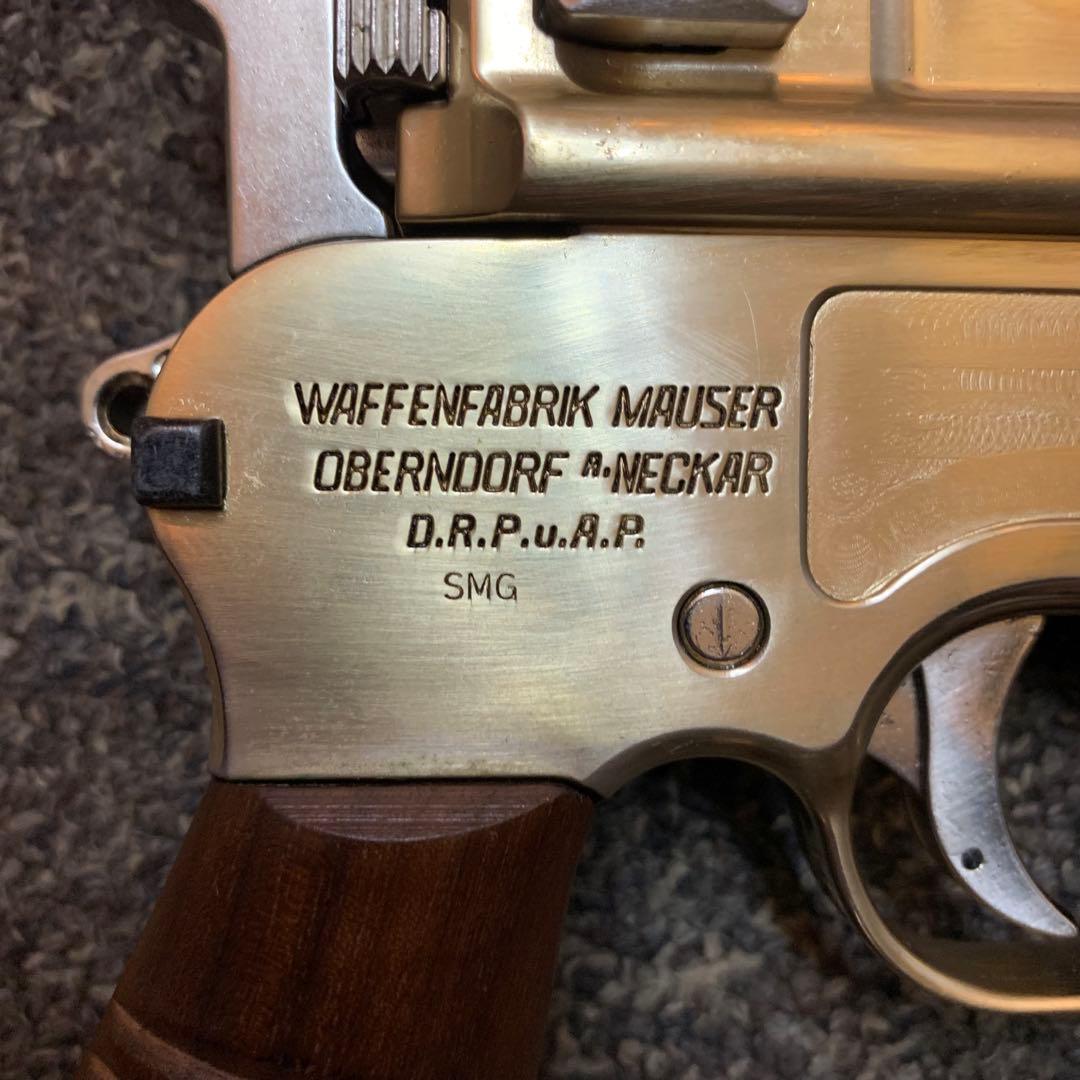 WAFFENFABRIK MAUSER
OBERNDORF A. NECKAR
D.R.P.u.A.P.
SMG